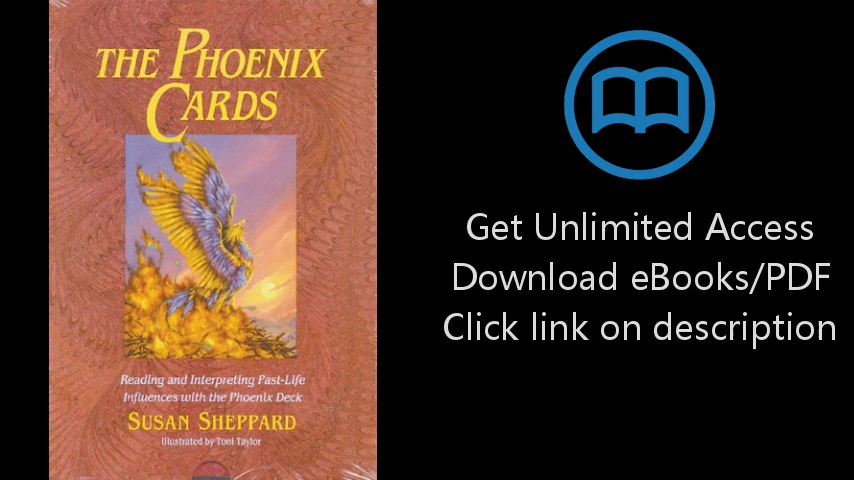 THE PHOENIX
CARDS
Reading and Interpreting Past-Life
Influences with the Phoenix Deck
SUSAN SHEPPARD
Illustrated by Toni Taylor
Get Unlimited Access
Download eBooks/PDF
Click link on description